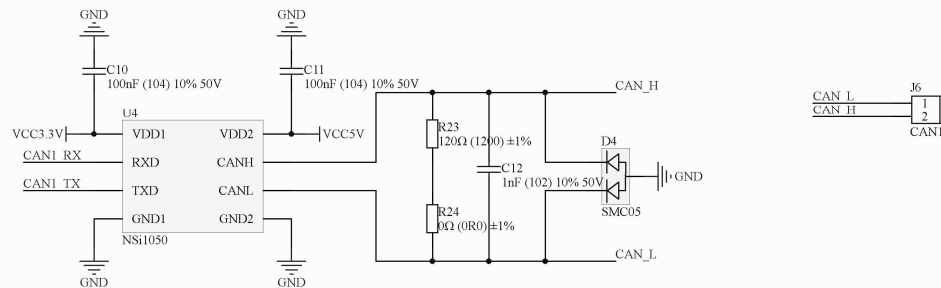 GND
GND
C10
100nF (104) 10% 50V
C11
100nF (104) 10% 50V
U4
VCC3.3V
VDD1
VDD2
VCC5V
CAN1_RX
RXD
CANH
CAN1_TX
TXD
CANL
GND1
GND2
NSi1050
GND
GND
CAN_H
R23
120Ω (1200) ±1%
C12
1nF (102) 10% 50V
R24
0Ω (0R0) ±1%
D4
GND
SMC05
CAN_L
J6
CAN_L
1
CAN_H
2
CAN1